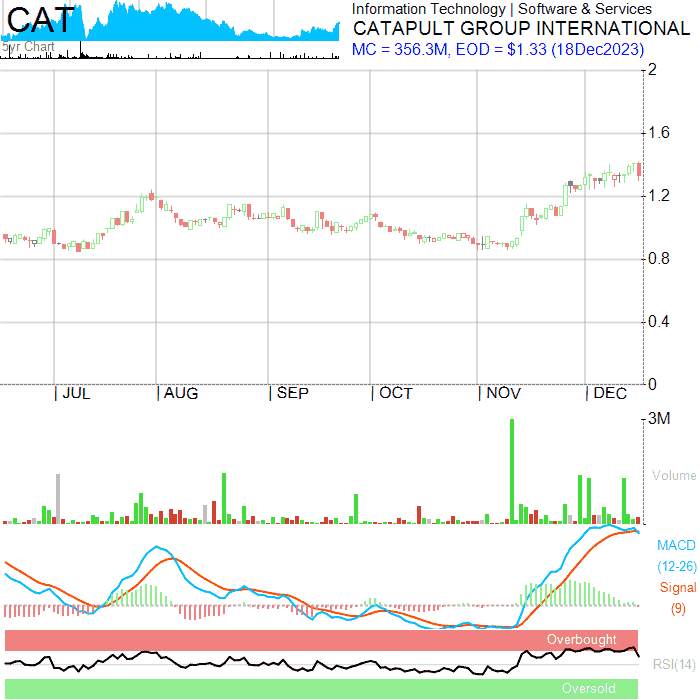 CAT
5yr Chart
Information Technology | Software & Services
CATAPULT GROUP INTERNATIONAL
MC = 356.3M, EOD = $1.33 (18Dec2023)
2
1.6
1.2
0.8
0.4
0
JUL AUG SEP OCT NOV DEC
3M
Volume
MACD
(12-26)
Signal
(9)
Overbought
RSI(14)
Oversold